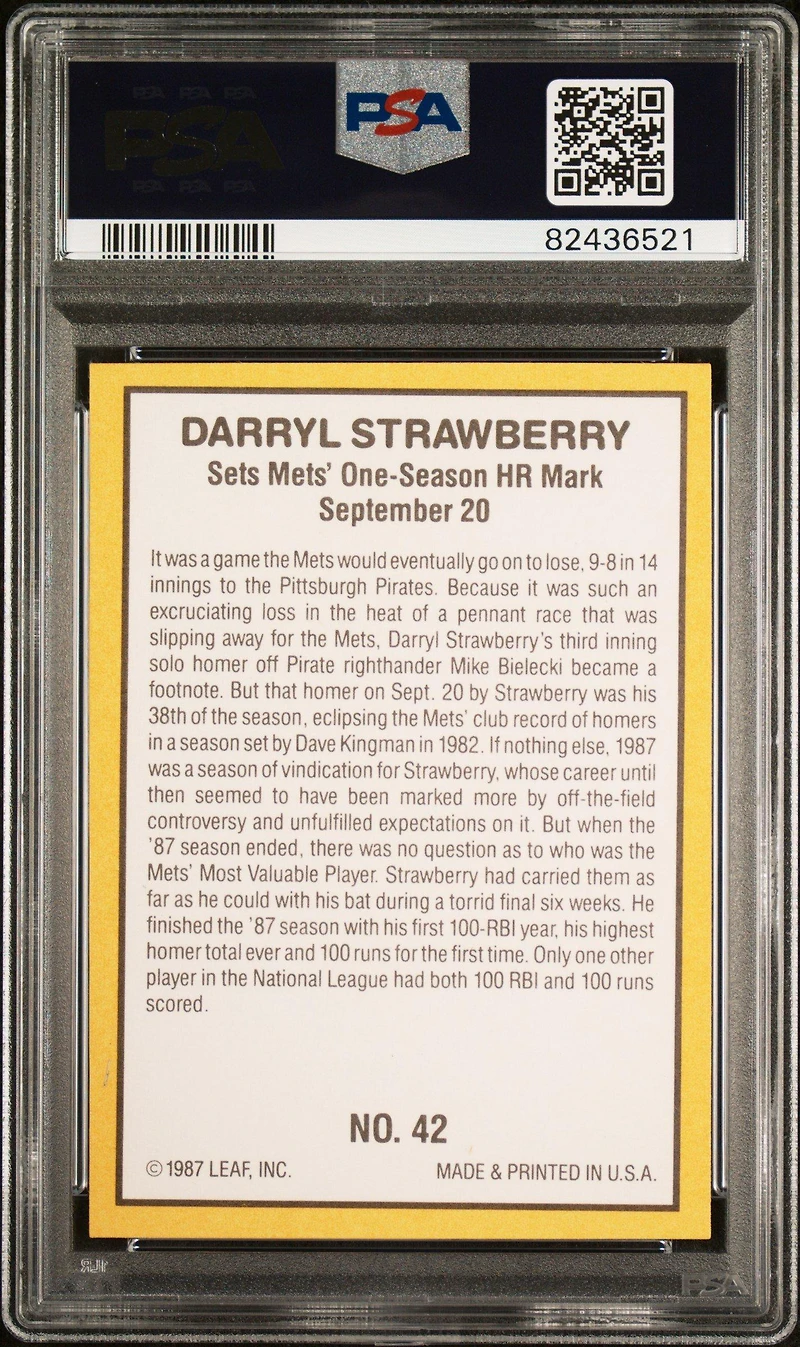 PSA PSA PSA
PSA
PSA PSA PSA
PSA
82436521
DARRYL STRAWBERRY
Sets Mets' One-Season HR Mark
September 20
It was a game the Mets would eventually go on to lose, 9-8 in 14
innings to the Pittsburgh Pirates. Because it was such an
excruciating loss in the heat of a pennant race that was
slipping away for the Mets, Darryl Strawberry's third inning
solo homer off Pirate righthander Mike Bielecki became a
footnote. But that homer on Sept. 20 by Strawberry was his
38th of the season, eclipsing the Mets' club record of homers
in a season set by Dave Kingman in 1982. If nothing else, 1987
was a season of vindication for Strawberry, whose career until
then seemed to have been marked more by off-the-field
controversy and unfulfilled expectations on it. But when the
'87 season ended, there was no question as to who was the
Mets' Most Valuable Player. Strawberry had carried them as
far as he could with his bat during a torrid final six weeks. He
finished the '87 season with his first 100-RBI year, his highest
homer total ever and 100 runs for the first time. Only one other
player in the National League had both 100 RBI and 100 runs
scored.
NO. 42
© 1987 LEAF, INC.
MADE & PRINTED IN U.S.A.
PSA